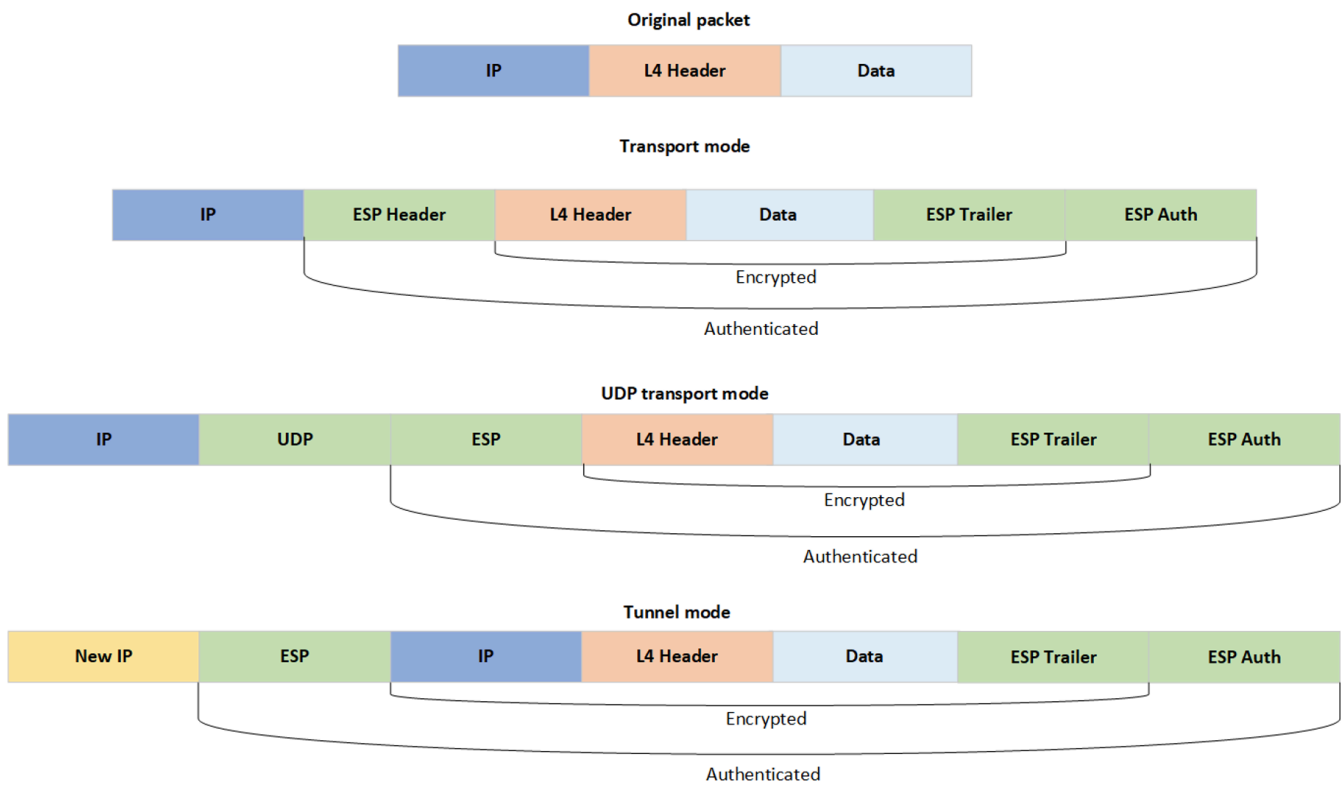 Original packet
IP L4 Header Data
Transport mode
IP ESP Header L4 Header Data ESP Trailer ESP Auth
Encrypted
Authenticated
UDP transport mode
IP UDP ESP L4 Header Data ESP Trailer ESP Auth
Encrypted
Authenticated
Tunnel mode
New IP ESP IP L4 Header Data ESP Trailer ESP Auth
Encrypted
Authenticated